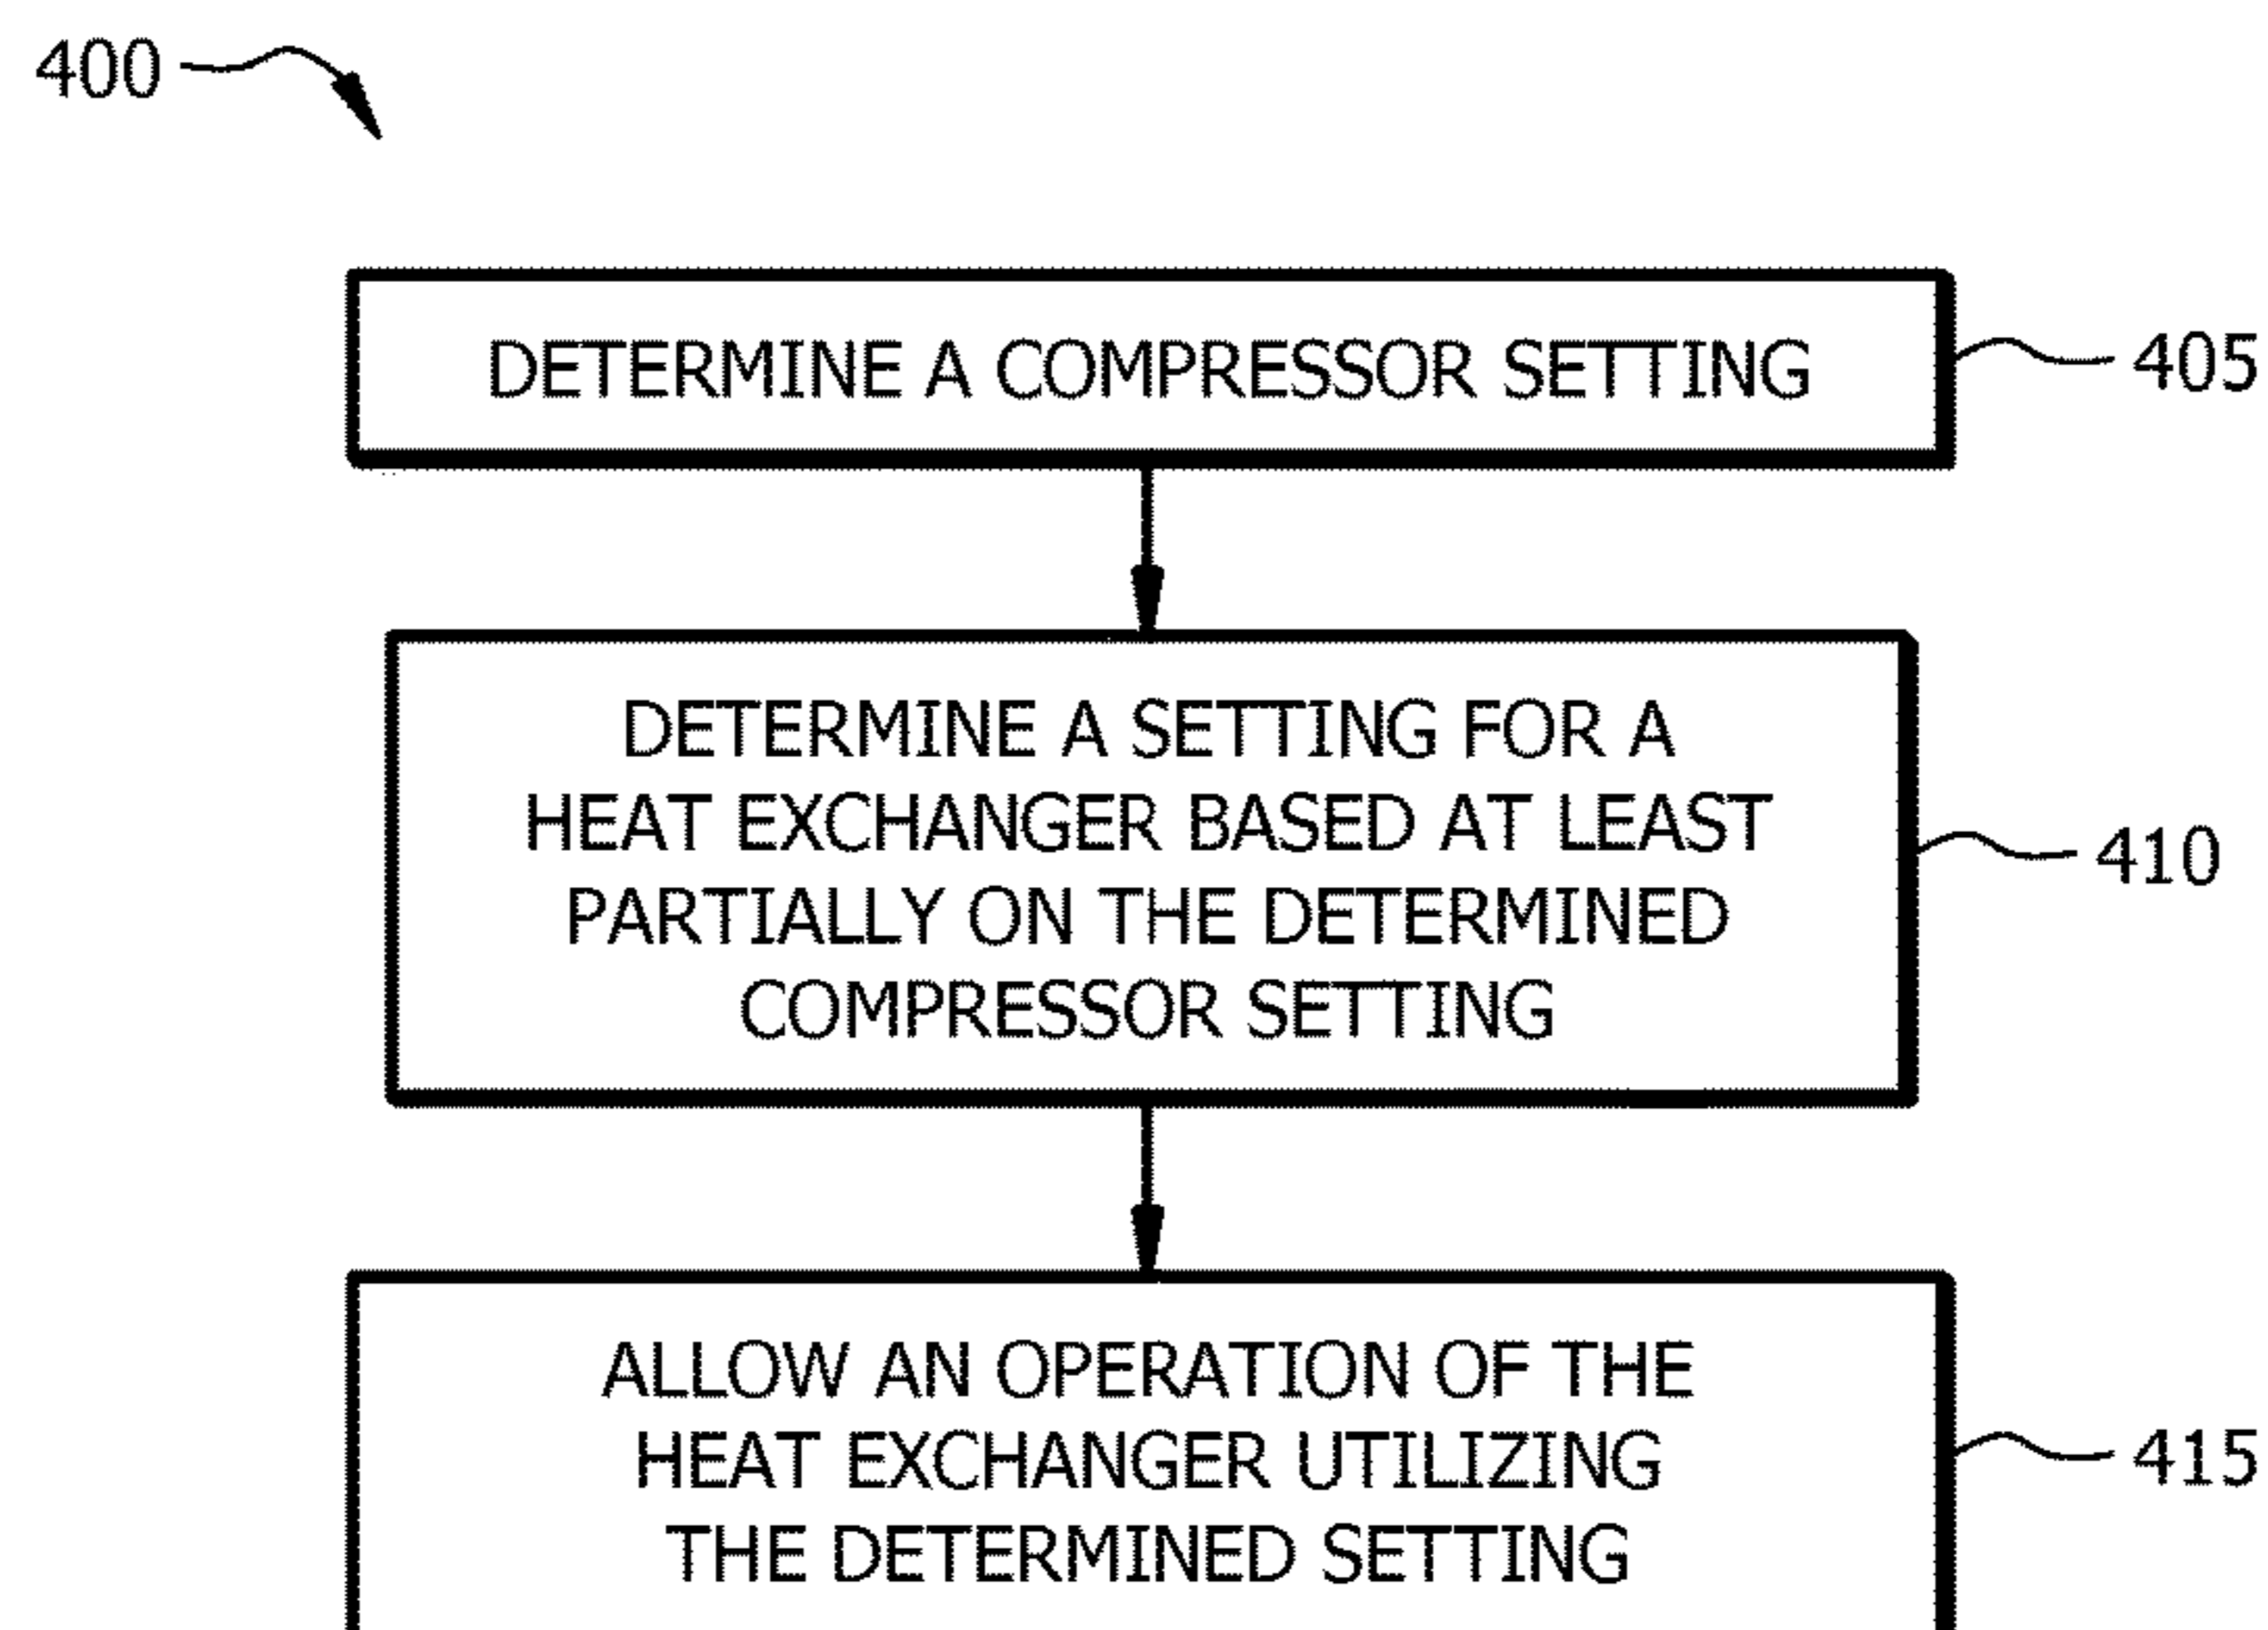 400
DETERMINE A COMPRESSOR SETTING
405
DETERMINE A SETTING FOR A
HEAT EXCHANGER BASED AT LEAST
PARTIALLY ON THE DETERMINED
COMPRESSOR SETTING
410
ALLOW AN OPERATION OF THE
HEAT EXCHANGER UTILIZING
THE DETERMINED SETTING
415